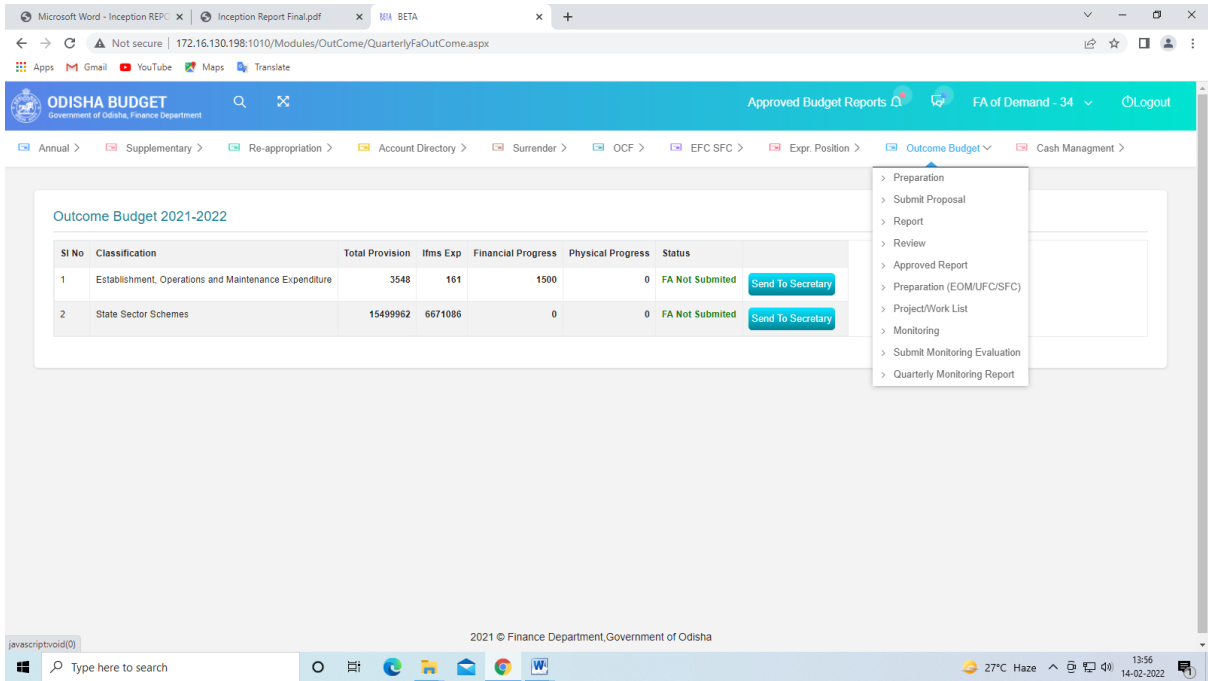 Microsoft Word - Inception REPO
Inception Report Final.pdf
BETA BETA
Not secure | 172.16.130.198:1010/Modules/OutCome/QuarterlyFaOutCome.aspx
Apps Gmail YouTube Maps Translate
ODISHA BUDGET
Government of Odisha, Finance Department
Approved Budget Reports FA of Demand - 34 Logout
Annual > Supplementary > Re-appropriation > Account Directory > Surrender > OCF > EFC SFC > Expr. Position > Outcome Budget Cash Managment >
> Preparation
> Submit Proposal
> Report
> Review
> Approved Report
> Preparation (EOM/UFC/SFC)
> Project/Work List
> Monitoring
> Submit Monitoring Evaluation
> Quarterly Monitoring Report
Outcome Budget 2021-2022
Sl No Classification Total Provision Ifms Exp Financial Progress Physical Progress Status
1 Establishment, Operations and Maintenance Expenditure 3548 161 1500 0 FA Not Submited Send To Secretary
2 State Sector Schemes 15499962 6671086 0 0 FA Not Submited Send To Secretary
2021 © Finance Department,Government of Odisha
javascript:void(0)
Type here to search
27°C Haze
13:56
14-02-2022